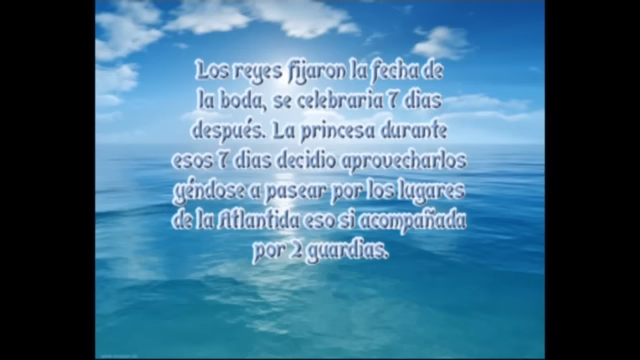 Los reyes fijaron la fecha de
la boda, se celebraria 7 dias
después. La princesa durante
esos 7 dias decidio aprovecharlos
yéndose a pasear por los lugares
de la Atlantida eso si acompañada
por 2 guardias.